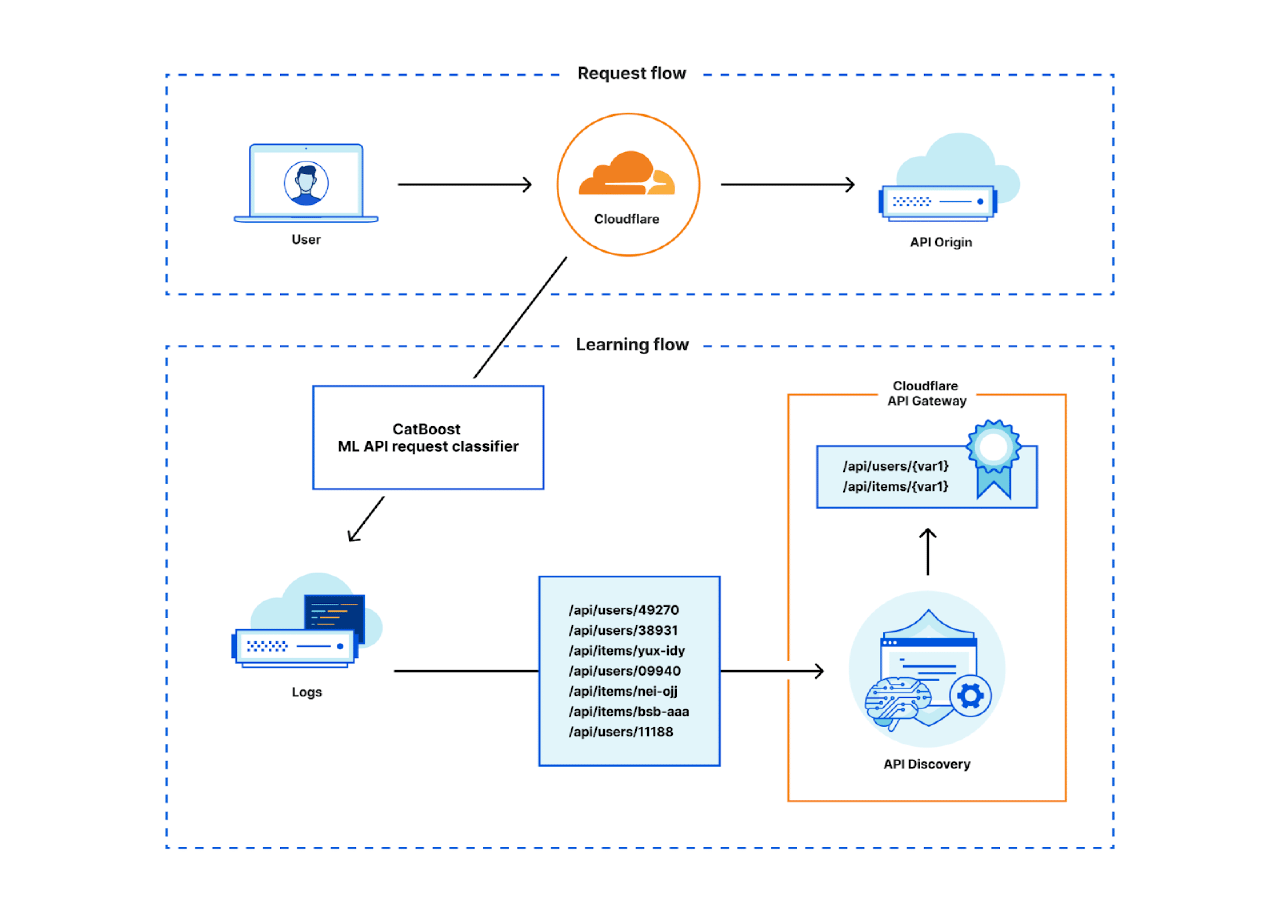 Request flow
User
Cloudflare
API Origin
Learning flow
CatBoost
ML API request classifier
Cloudflare
API Gateway
/api/users/{var1}
/api/items/{var1}
Logs
/api/users/49270
/api/users/38931
/api/items/yux-idy
/api/users/09940
/api/items/nei-ojj
/api/items/bsb-aaa
/api/users/11188
API Discovery